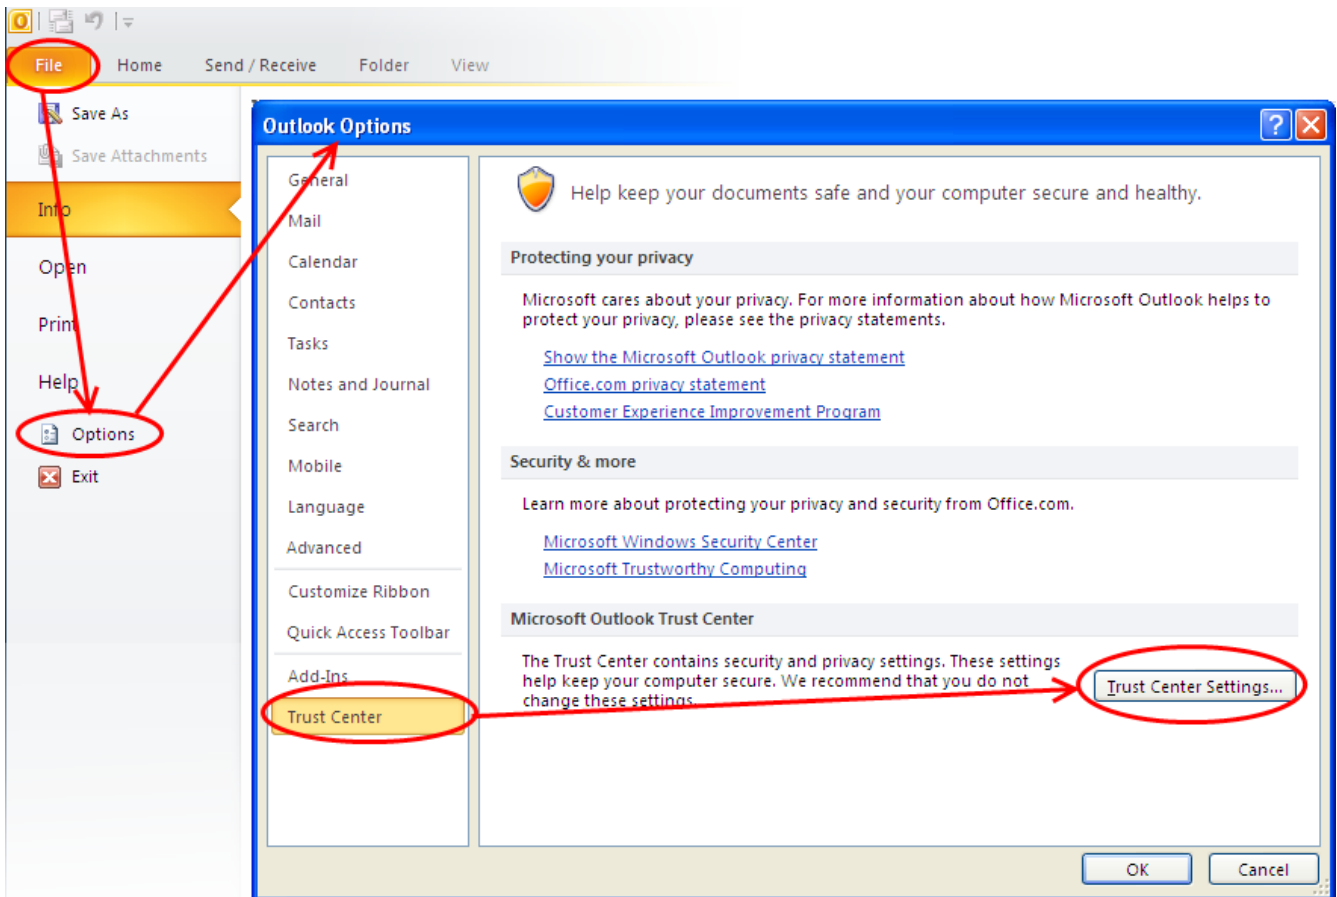 File Home Send / Receive Folder View
Save As
Save Attachments
Info
Open
Print
Help
Options
Exit
Outlook Options
General
Mail
Calendar
Contacts
Tasks
Notes and Journal
Search
Mobile
Language
Advanced
Customize Ribbon
Quick Access Toolbar
Add-Ins
Trust Center
Help keep your documents safe and your computer secure and healthy.
Protecting your privacy
Microsoft cares about your privacy. For more information about how Microsoft Outlook helps to
protect your privacy, please see the privacy statements.
Show the Microsoft Outlook privacy statement
Office.com privacy statement
Customer Experience Improvement Program
Security & more
Learn more about protecting your privacy and security from Office.com.
Microsoft Windows Security Center
Microsoft Trustworthy Computing
Microsoft Outlook Trust Center
The Trust Center contains security and privacy settings. These settings
help keep your computer secure. We recommend that you do not
change these settings.
Trust Center Settings...
OK Cancel